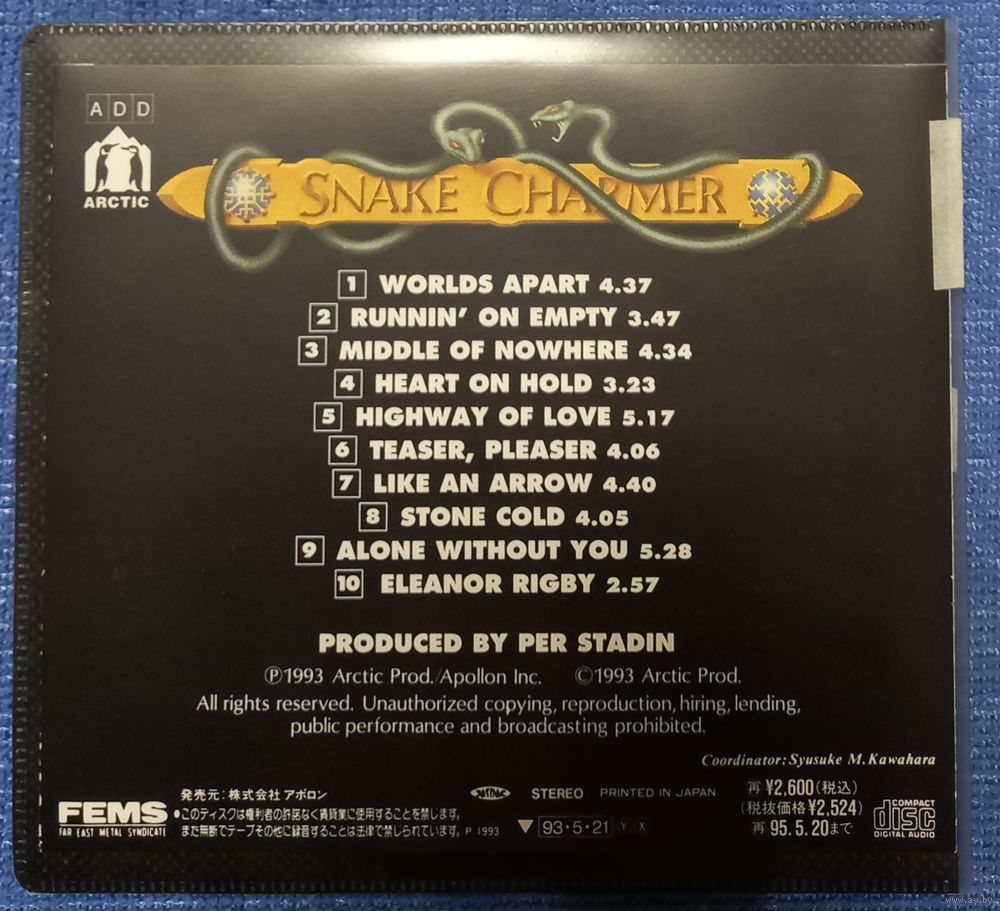 ADD
ARCTIC
SNAKE CHARMER
1 WORLDS APART 4.37
2 RUNNIN' ON EMPTY 3.47
3 MIDDLE OF NOWHERE 4.34
4 HEART ON HOLD 3.23
5 HIGHWAY OF LOVE 5.17
6 TEASER, PLEASER 4.06
7 LIKE AN ARROW 4.40
8 STONE COLD 4.05
9 ALONE WITHOUT YOU 5.28
10 ELEANOR RIGBY 2.57
PRODUCED BY PER STADIN
Ⓟ1993 Arctic Prod./Apollon Inc. ©1993 Arctic Prod.
All rights reserved. Unauthorized copying, reproduction, hiring, lending,
public performance and broadcasting prohibited.
Coordinator: Syusuke M. Kawahara
FEMS
FAR EAST METAL SYNDICATE
発売元:株式会社 アポロン
●このディスクは権利者の許諾なく賃貸業に使用することを禁じます。
また無断でテープその他に録音することは法律で禁じられています。 P 1993
STEREO PRINTED IN JAPAN
▼ 93・5・21 Y X
再 ¥2,600(税込)
(税抜価格¥2,524)
再 95.5.20まで
COMPACT
disc
DIGITAL AUDIO
www.ay.by